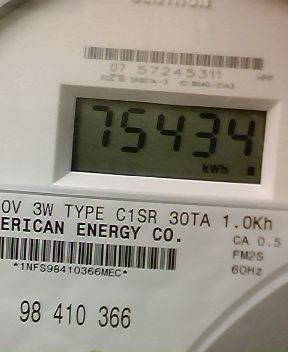 07 57245311
HPP
75434
kWh
0V 3W TYPE C1SR 30TA 1.0Kh
ERICAN ENERGY CO.
CA 0.5
FM2S
60Hz
*1NFS98410366MEC*
98 410 366